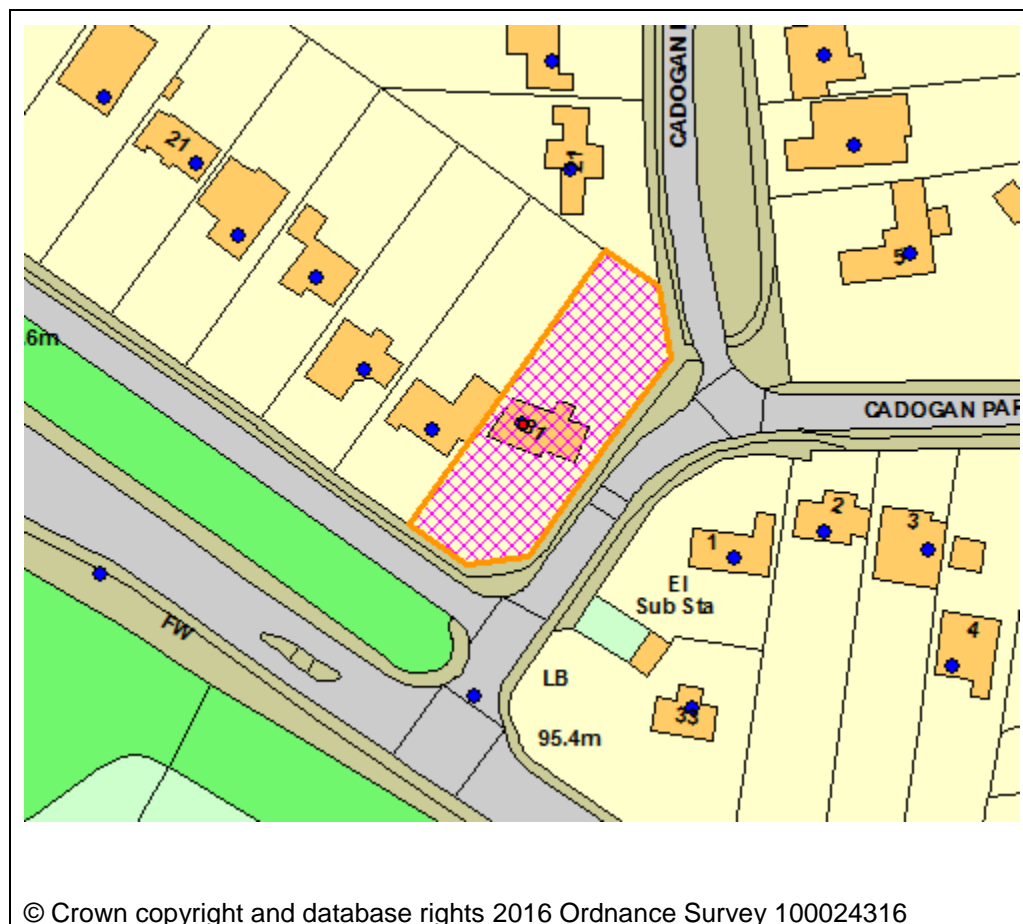 CADOGAN P
21
21
5
.6m
31
CADOGAN PAR
1
2
3
El
Sub Sta
4
FW
LB
33
95.4m
© Crown copyright and database rights 2016 Ordnance Survey 100024316